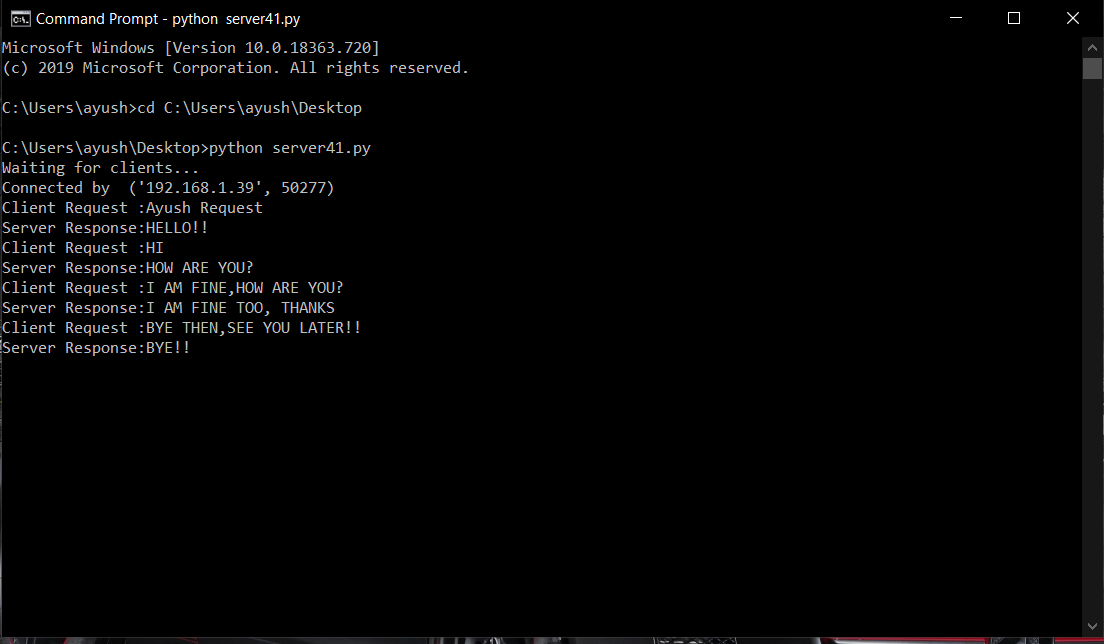 Command Prompt - python  server41.py
Microsoft Windows [Version 10.0.18363.720]
(c) 2019 Microsoft Corporation. All rights reserved.
C:\Users\ayush>cd C:\Users\ayush\Desktop
C:\Users\ayush\Desktop>python server41.py
Waiting for clients...
Connected by  ('192.168.1.39', 50277)
Client Request :Ayush Request
Server Response:HELLO!!
Client Request :HI
Server Response:HOW ARE YOU?
Client Request :I AM FINE,HOW ARE YOU?
Server Response:I AM FINE TOO, THANKS
Client Request :BYE THEN,SEE YOU LATER!!
Server Response:BYE!!